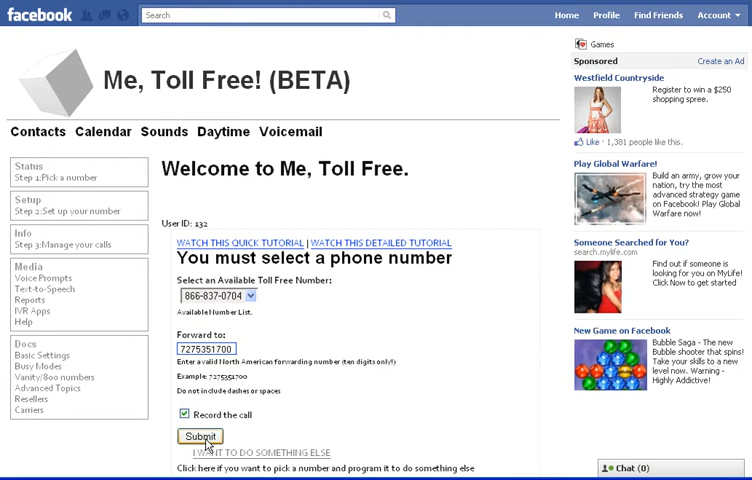 facebook
Search
Home Profile Find Friends Account
Me, Toll Free! (BETA)
Contacts Calendar Sounds Daytime Voicemail
Status
Step 1:Pick a number
Setup
Step 2:Set up your number
Info
Step 3:Manage your calls
Media
Voice Prompts
Text-to-Speech
Reports
IVR Apps
Help
Docs
Basic Settings
Busy Modes
Vanity/800 numbers
Advanced Topics
Resellers
Carriers
Welcome to Me, Toll Free.
User ID: 132
WATCH THIS QUICK TUTORIAL | WATCH THIS DETAILED TUTORIAL
You must select a phone number
Select an Available Toll Free Number:
866-837-0704
Available Number List.
Forward to:
7275351700
Enter a valid North American forwarding number (ten digits only!)
Example: 7275351700
Do not include dashes or spaces
Record the call
Submit
I WANT TO DO SOMETHING ELSE
Click here if you want to pick a number and program it to do something else
Games
Sponsored Create an Ad
Westfield Countryside
Register to win a $250
shopping spree.
Like · 1,381 people like this.
Play Global Warfare!
Build an army, grow your
nation, try the most
advanced strategy game
on Facebook! Play Global
Warfare now!
Someone Searched for You?
search.mylife.com
Find out if someone is
looking for you on MyLife!
Click Now to get started
New Game on Facebook
Bubble Saga - The new
Bubble shooter that spins!
Take your skills to a new
level now. Warning -
Highly Addictive!
Chat (0)